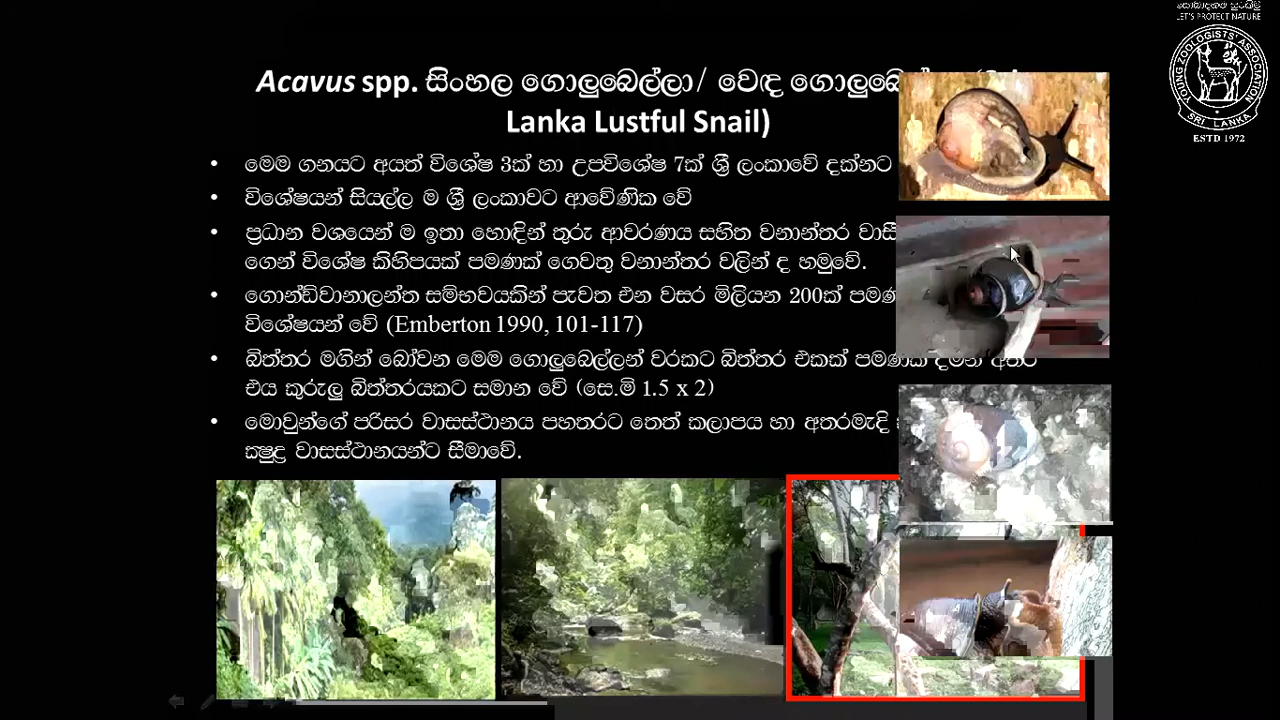 LET'S PROTECT NATURE
YOUNG ZOOLOGISTS' ASSOCIATION
SRI LANKA
ESTD 1972
Acavus spp. සිංහල ගොලුබෙල්ලා/ වෙද ගොලුබෙ
Lanka Lustful Snail)
• මෙම ගනයට අයත් විශේෂ 3ක් හා උපවිශේෂ 7ක් ශ්‍රී ලංකාවේ දක්නට
• විශේෂයන් සියල්ල ම ශ්‍රී ලංකාවට ආවේණික වේ
• ප්‍රධාන වශයෙන් ම ඉතා හොඳින් තුරු ආවරණය සහිත වනාන්තර වාසී
ගෙන් විශේෂ කිහිපයක් පමණක් ගෙවතු වනාන්තර වලින් ද හමුවේ.
• ගොන්ඩ්වානාලන්ත සම්භවයකින් පැවත එන වසර මිලියන 200ක් පමණ
විශේෂයන් වේ (Emberton 1990, 101-117)
• බිත්තර මගින් බෝවන මෙම ගොලුබෙල්ලන් වරකට බිත්තර එකක් පමණක් දමන අතර
එය කුරුලු බිත්තරයකට සමාන වේ (සෙ.මි 1.5 x 2)
• මොවුන්ගේ පරිසර වාසස්ථානය පහතරට තෙත් කලාපය හා අතරමැදි
ක්‍ෂුද්‍ර වාසස්ථානයන්ට සීමාවේ.